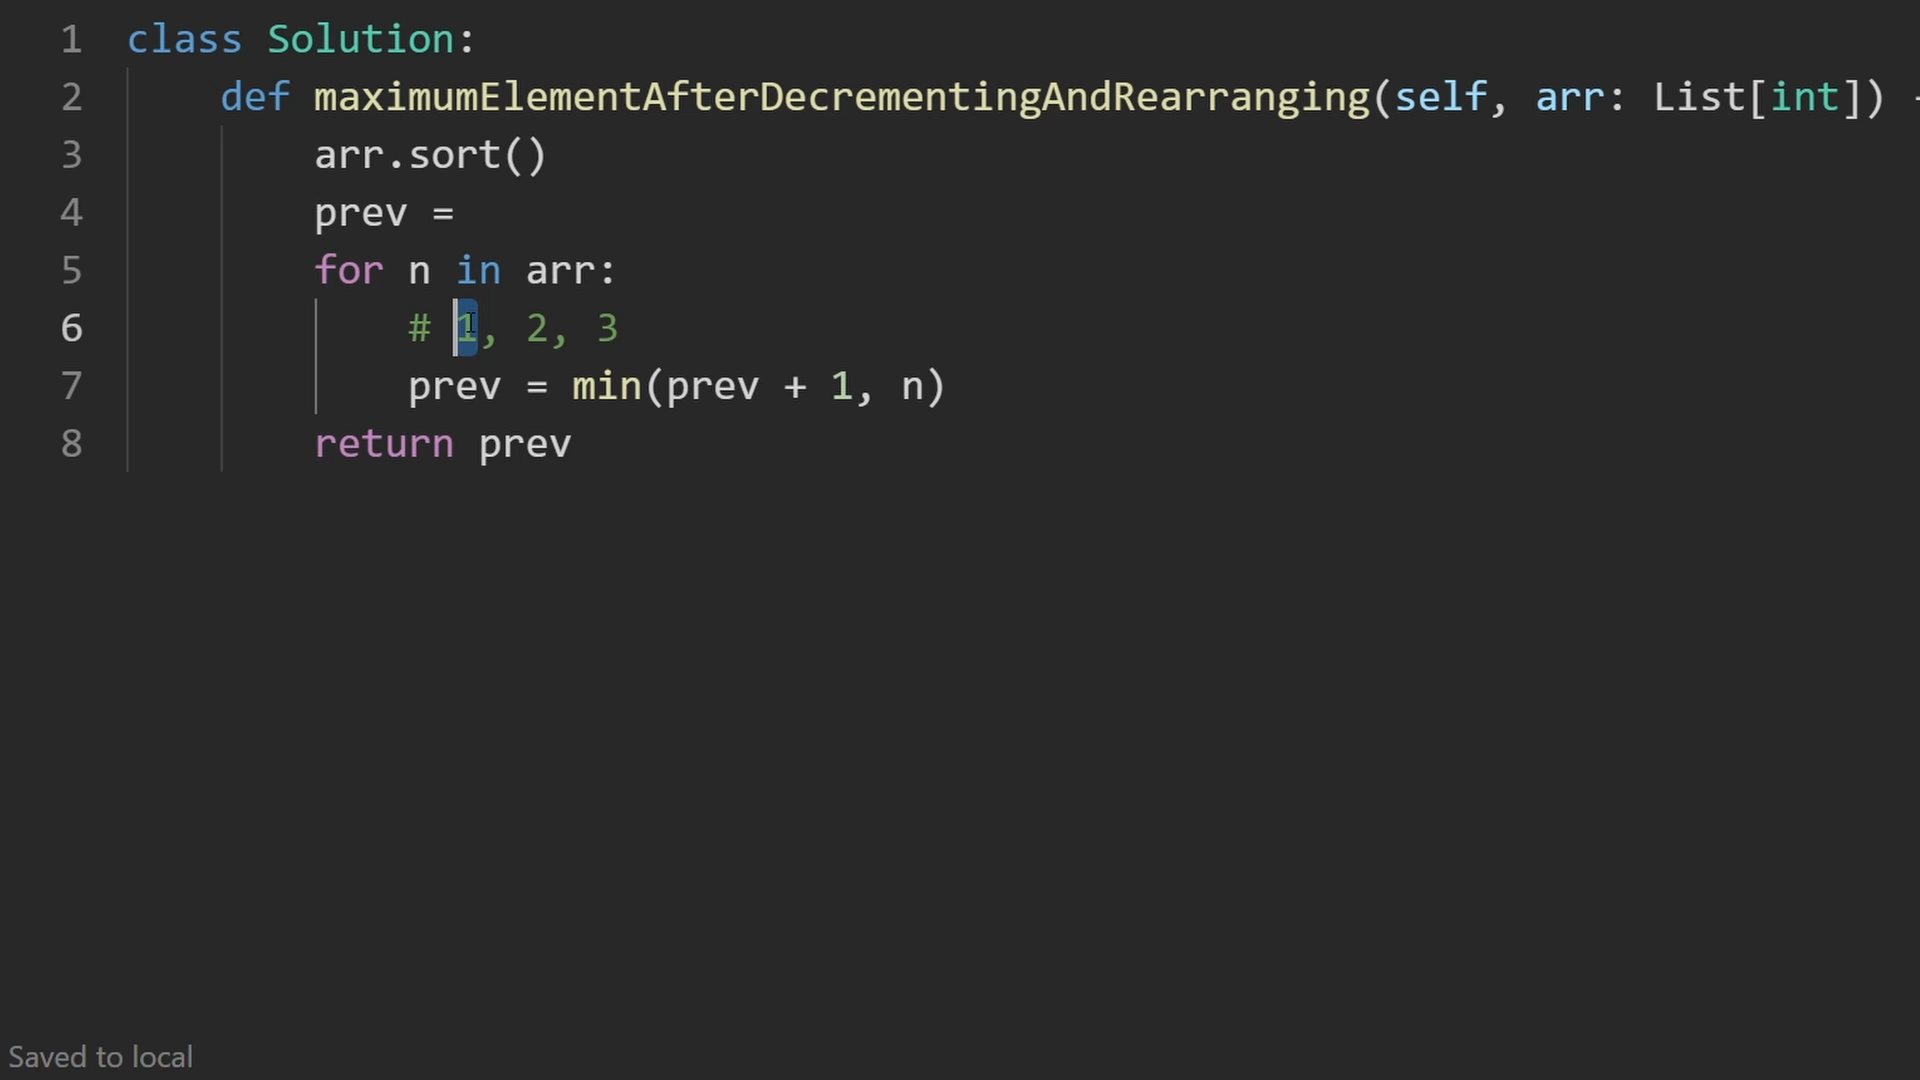 1 class Solution:
2 def maximumElementAfterDecrementingAndRearranging(self, arr: List[int]) -
3 arr.sort()
4 prev =
5 for n in arr:
6 # 1, 2, 3
7 prev = min(prev + 1, n)
8 return prev
Saved to local